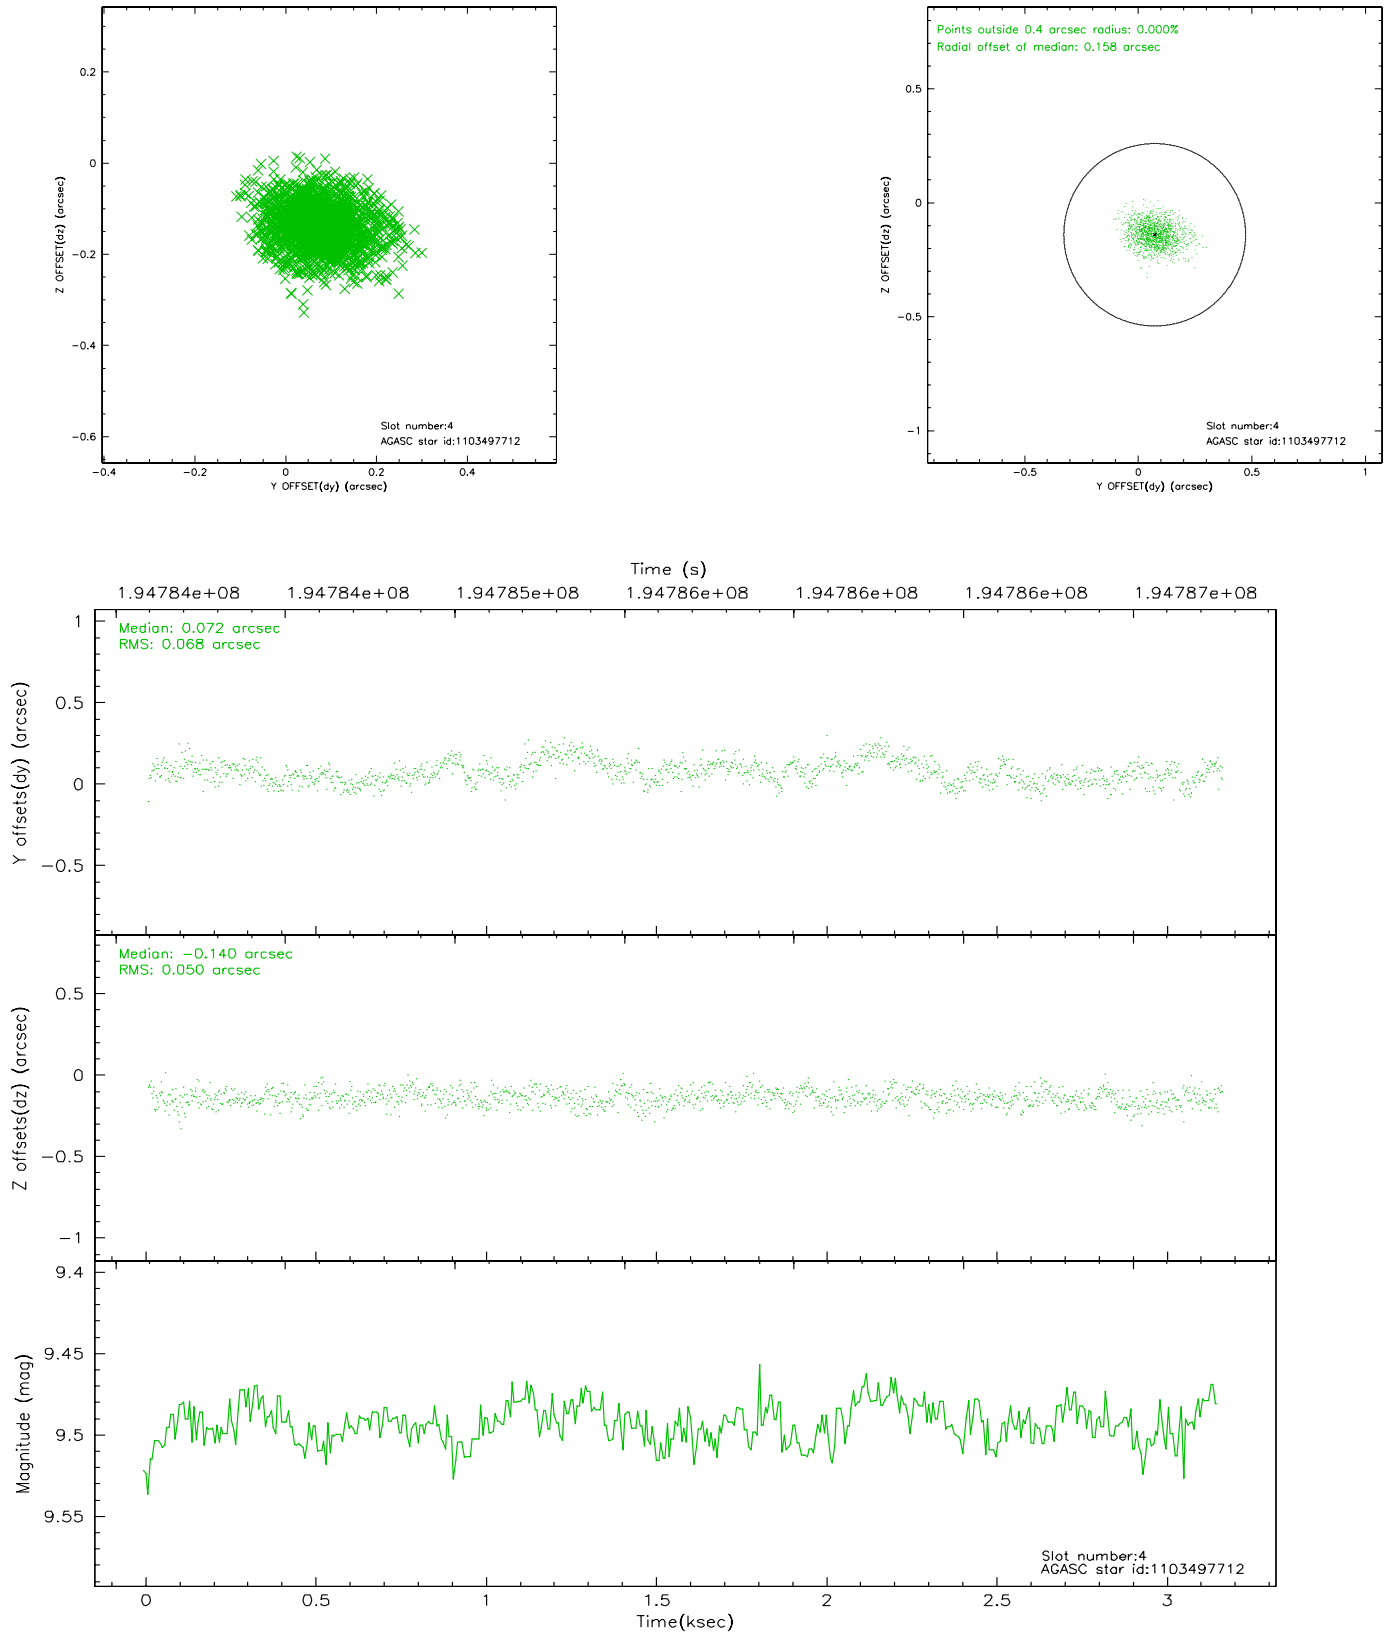 0.2
0
−0.2
−0.4
−0.6
Z OFFSET(dz) (arcsec)
Slot number:4
AGASC star id:1103497712
−0.4 −0.2 0 0.2 0.4
Y OFFSET(dy) (arcsec)
Points outside 0.4 arcsec radius: 0.000%
Radial offset of median: 0.158 arcsec
0.5
0
−0.5
−1
Z OFFSET(dz) (arcsec)
Slot number:4
AGASC star id:1103497712
−0.5 0 0.5 1
Y OFFSET(dy) (arcsec)
Time (s)
1.94784e+08 1.94784e+08 1.94785e+08 1.94786e+08 1.94786e+08 1.94786e+08 1.94787e+08
Median: 0.072 arcsec
RMS: 0.068 arcsec
1
0.5
0
−0.5
Y offsets(dy) (arcsec)
Median: −0.140 arcsec
RMS: 0.050 arcsec
0.5
0
−0.5
−1
Z offsets(dz) (arcsec)
9.4
9.45
9.5
9.55
Magnitude (mag)
Slot number:4
AGASC star id:1103497712
0 0.5 1 1.5 2 2.5 3
Time(ksec)